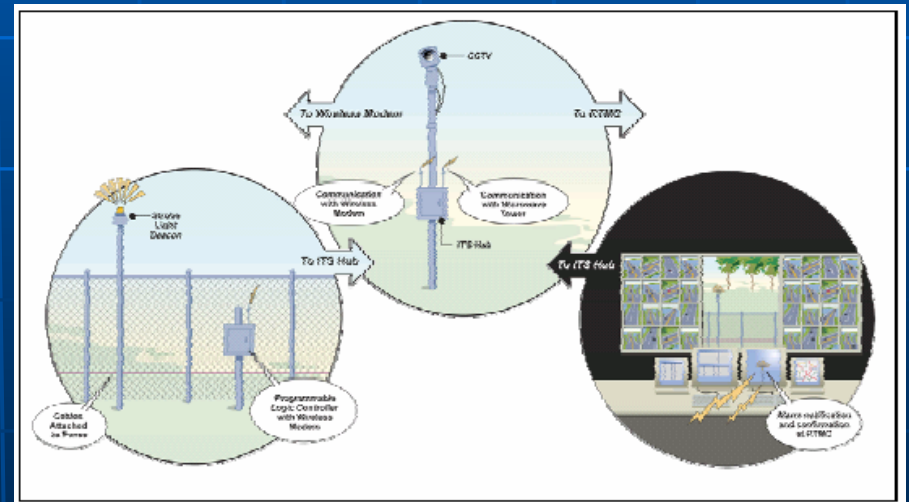 CCTV
To Wireless Modem
To RTMC
Communication
with Wireless
Modem
Communication
with Microwave
Tower
ITS Hub
Strobe
Light
Beacon
To ITS Hub
To ITS Hub
Cables
Attached
to Fence
Programmable
Logic Controller
with Wireless
Modem
Alarm notification
and confirmation
at RTMC